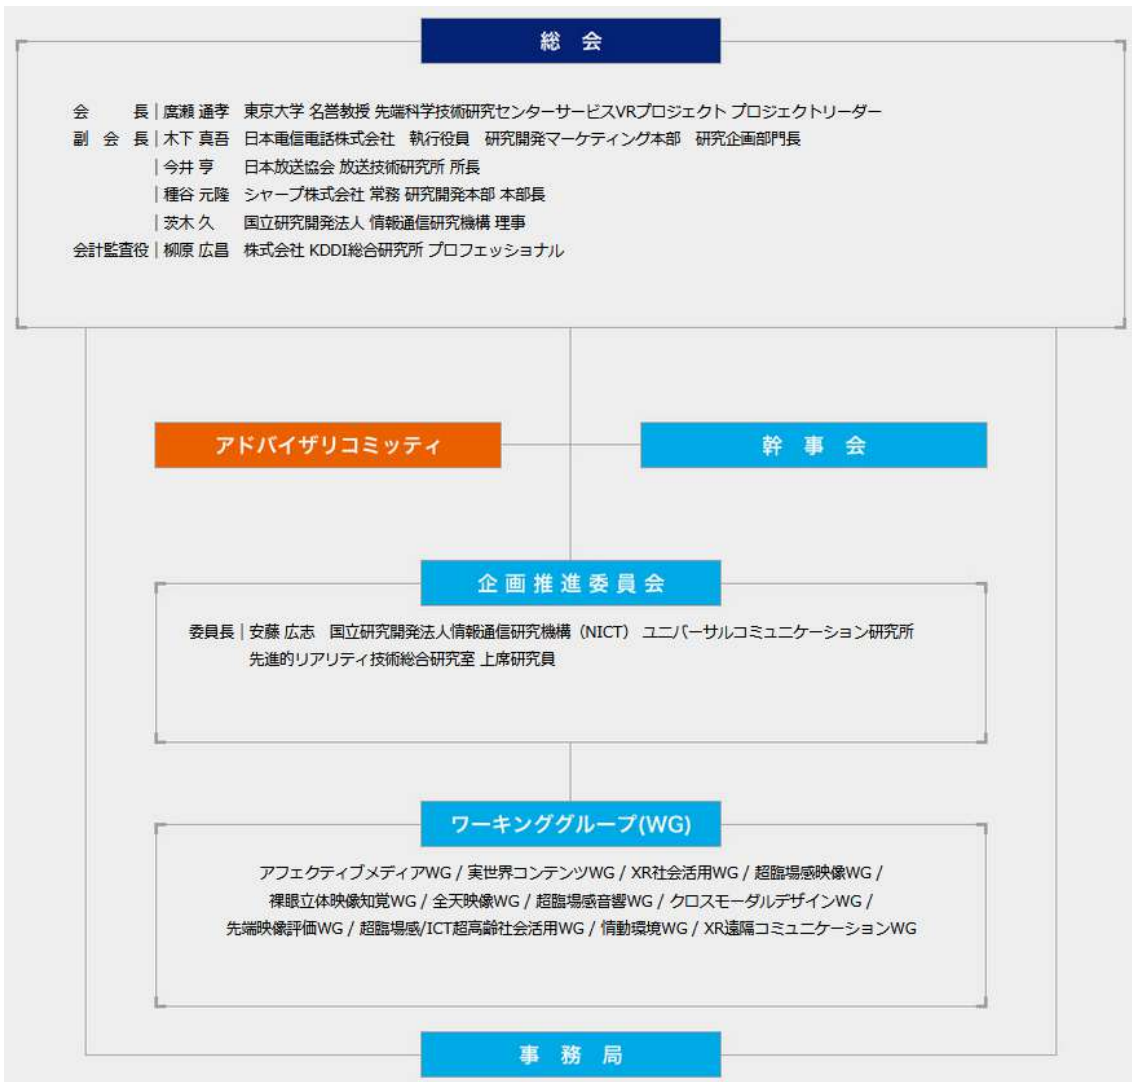 総 会
会 長|廣瀬 通孝 東京大学 名誉教授 先端科学技術研究センターサービスVRプロジェクト プロジェクトリーダー
副 会 長|木下 真吾 日本電信電話株式会社 執行役員 研究開発マーケティング本部 研究企画部門長
|今井 亨 日本放送協会 放送技術研究所 所長
|種谷 元隆 シャープ株式会社 常務 研究開発本部 本部長
|茨木 久 国立研究開発法人 情報通信研究機構 理事
会計監査役|柳原 広昌 株式会社 KDDI総合研究所 プロフェッショナル
アドバイザリコミッティ
幹 事 会
企画推進委員会
委員長|安藤 広志 国立研究開発法人情報通信研究機構(NICT) ユニバーサルコミュニケーション研究所
先進的リアリティ技術総合研究室 上席研究員
ワーキンググループ(WG)
アフェクティブメディアWG / 実世界コンテンツWG / XR社会活用WG / 超臨場感映像WG /
裸眼立体映像知覚WG / 全天映像WG / 超臨場感音響WG / クロスモーダルデザインWG /
先端映像評価WG / 超臨場感/ICT超高齢社会活用WG / 情動環境WG / XR遠隔コミュニケーションWG
事 務 局